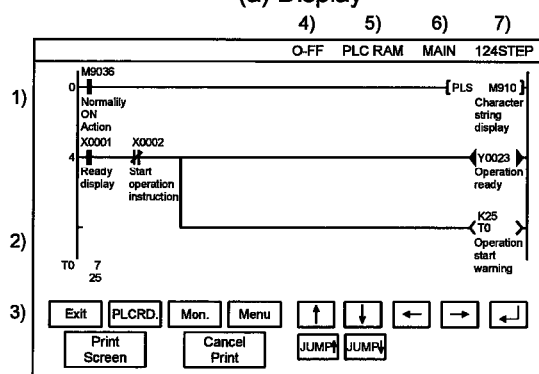 (a) Display
4) 5) 6) 7)
O-FF PLC RAM MAIN 124STEP
1)
M9036
0 PLS M910
Normalily
ON
Action
Character
string
display
X0001 X0002
4 Y0023
Ready
display
Start
operation
instruction
Operation
ready
2)
K25
T0
Operation
start
warning
T0 7
25
3)
Exit PLCRD. Mon. Menu
Print
Screen
Cancel
Print
JUMP JUMP